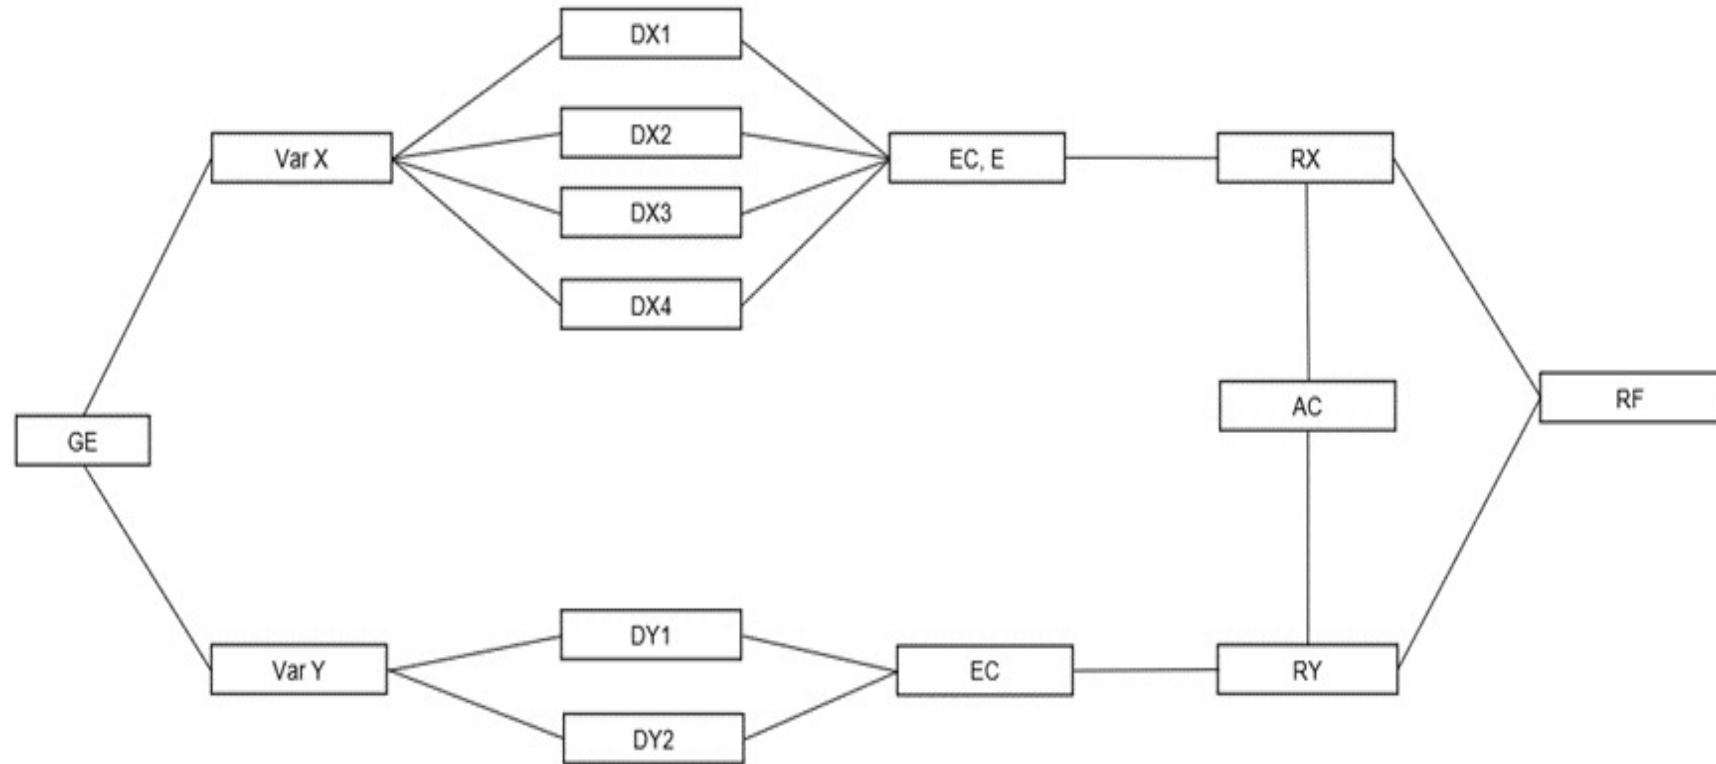 DX1
DX2
Var X
EC, E
RX
DX3
DX4
AC
RF
GE
DY1
Var Y
EC
RY
DY2